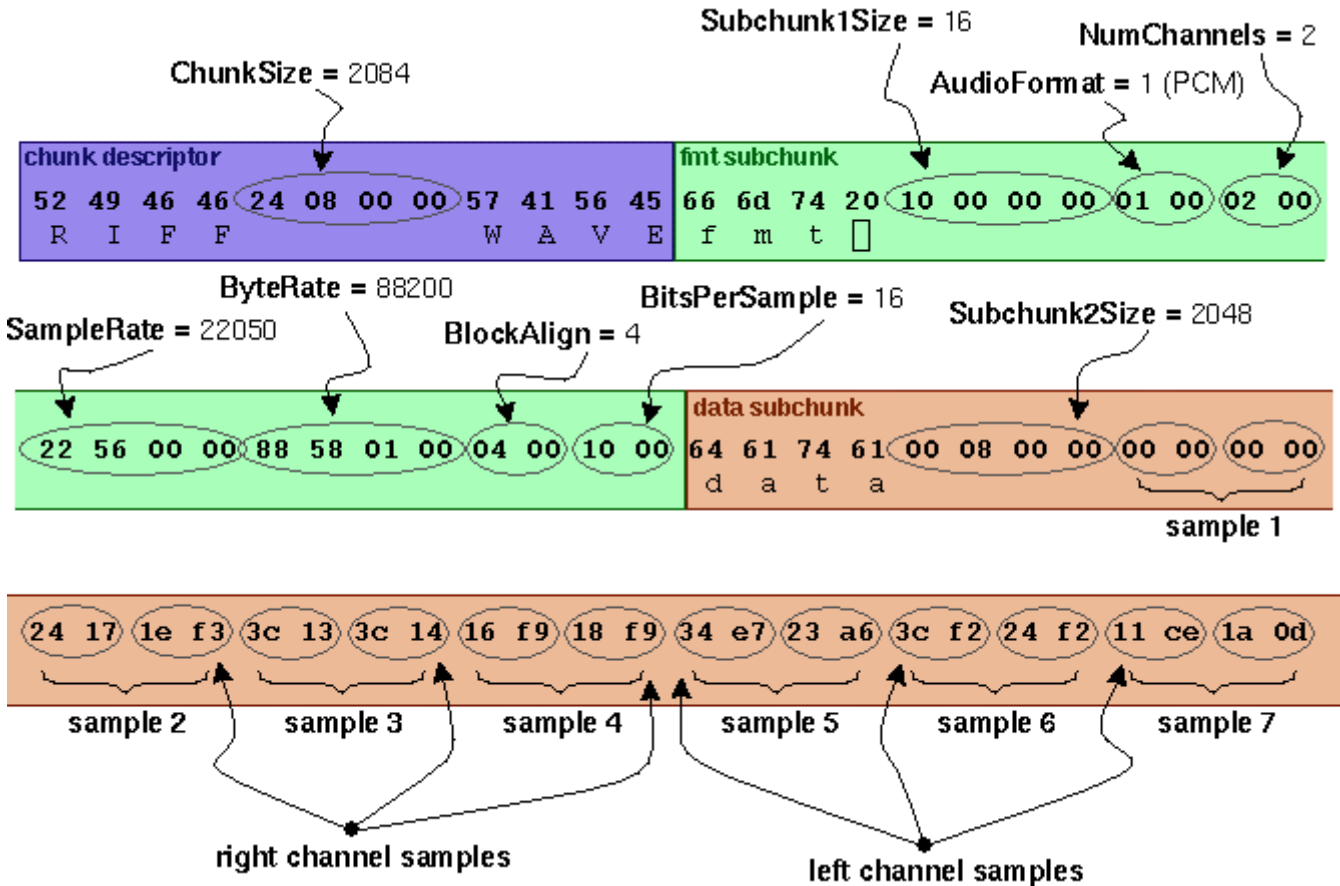 Subchunk1Size = 16
NumChannels = 2
ChunkSize = 2084
AudioFormat = 1 (PCM)
chunk descriptor
fmt subchunk
52 49 46 46 24 08 00 00 57 41 56 45 66 6d 74 20 10 00 00 00 01 00 02 00
R I F F W A V E f m t
ByteRate = 88200
BitsPerSample = 16
SampleRate = 22050
BlockAlign = 4
Subchunk2Size = 2048
data subchunk
22 56 00 00 88 58 01 00 04 00 10 00 64 61 74 61 00 08 00 00 00 00 00 00
d a t a
sample 1
24 17 1e f3 3c 13 3c 14 16 f9 18 f9 34 e7 23 a6 3c f2 24 f2 11 ce 1a 0d
sample 2 sample 3 sample 4 sample 5 sample 6 sample 7
right channel samples
left channel samples